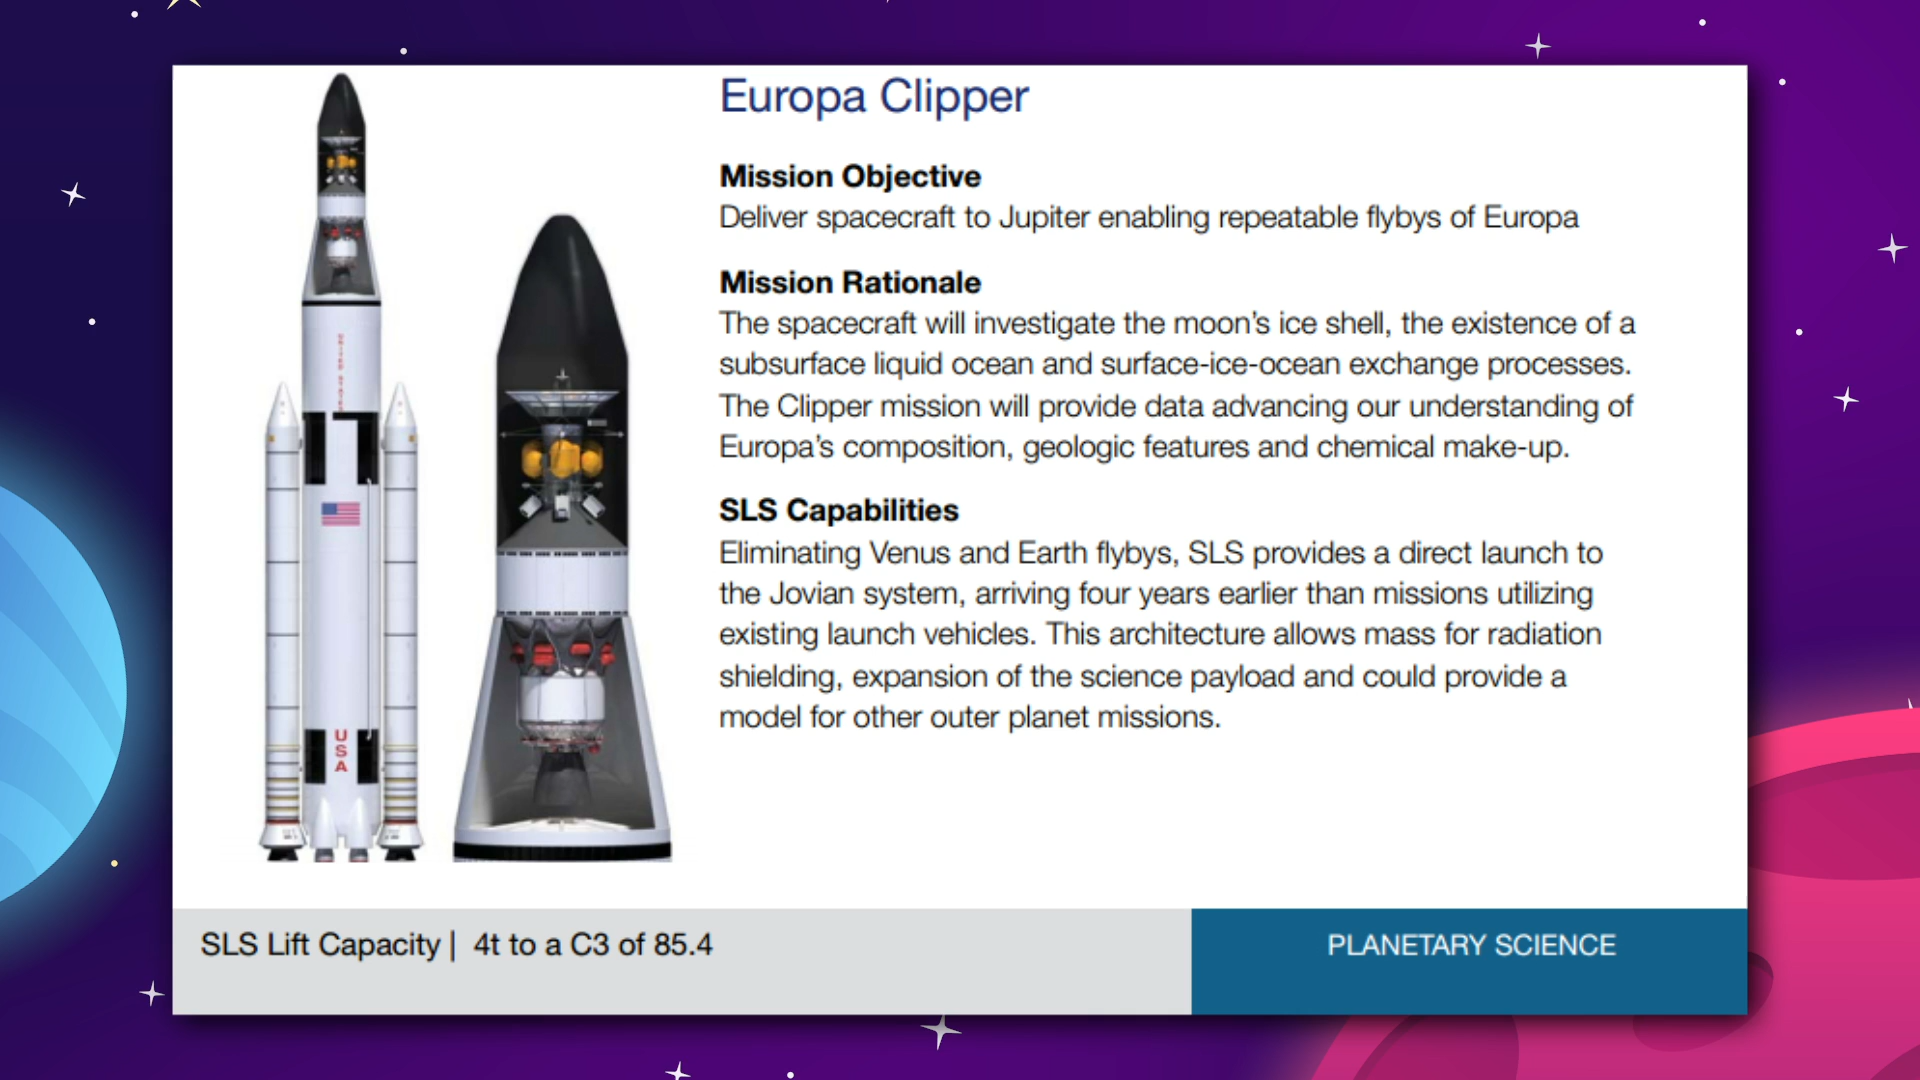 Europa Clipper
Mission Objective
Deliver spacecraft to Jupiter enabling repeatable flybys of Europa
Mission Rationale
The spacecraft will investigate the moon's ice shell, the existence of a
subsurface liquid ocean and surface-ice-ocean exchange processes.
The Clipper mission will provide data advancing our understanding of
Europa's composition, geologic features and chemical make-up.
SLS Capabilities
Eliminating Venus and Earth flybys, SLS provides a direct launch to
the Jovian system, arriving four years earlier than missions utilizing
existing launch vehicles. This architecture allows mass for radiation
shielding, expansion of the science payload and could provide a
model for other outer planet missions.
USA
SLS Lift Capacity | 4t to a C3 of 85.4
PLANETARY SCIENCE